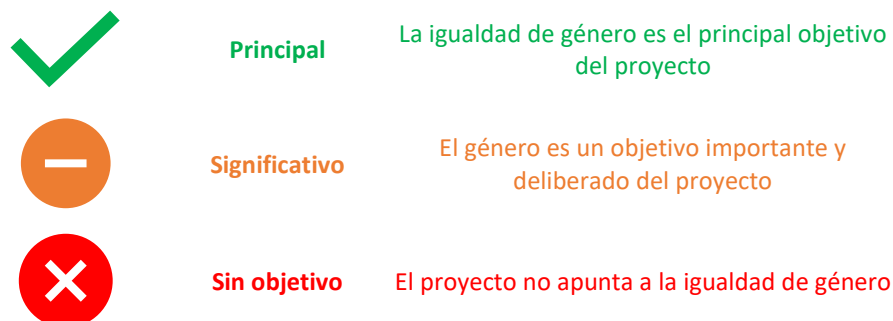 Principal
La igualdad de género es el principal objetivo
del proyecto
Significativo
El género es un objetivo importante y
deliberado del proyecto
Sin objetivo
El proyecto no apunta a la igualdad de género